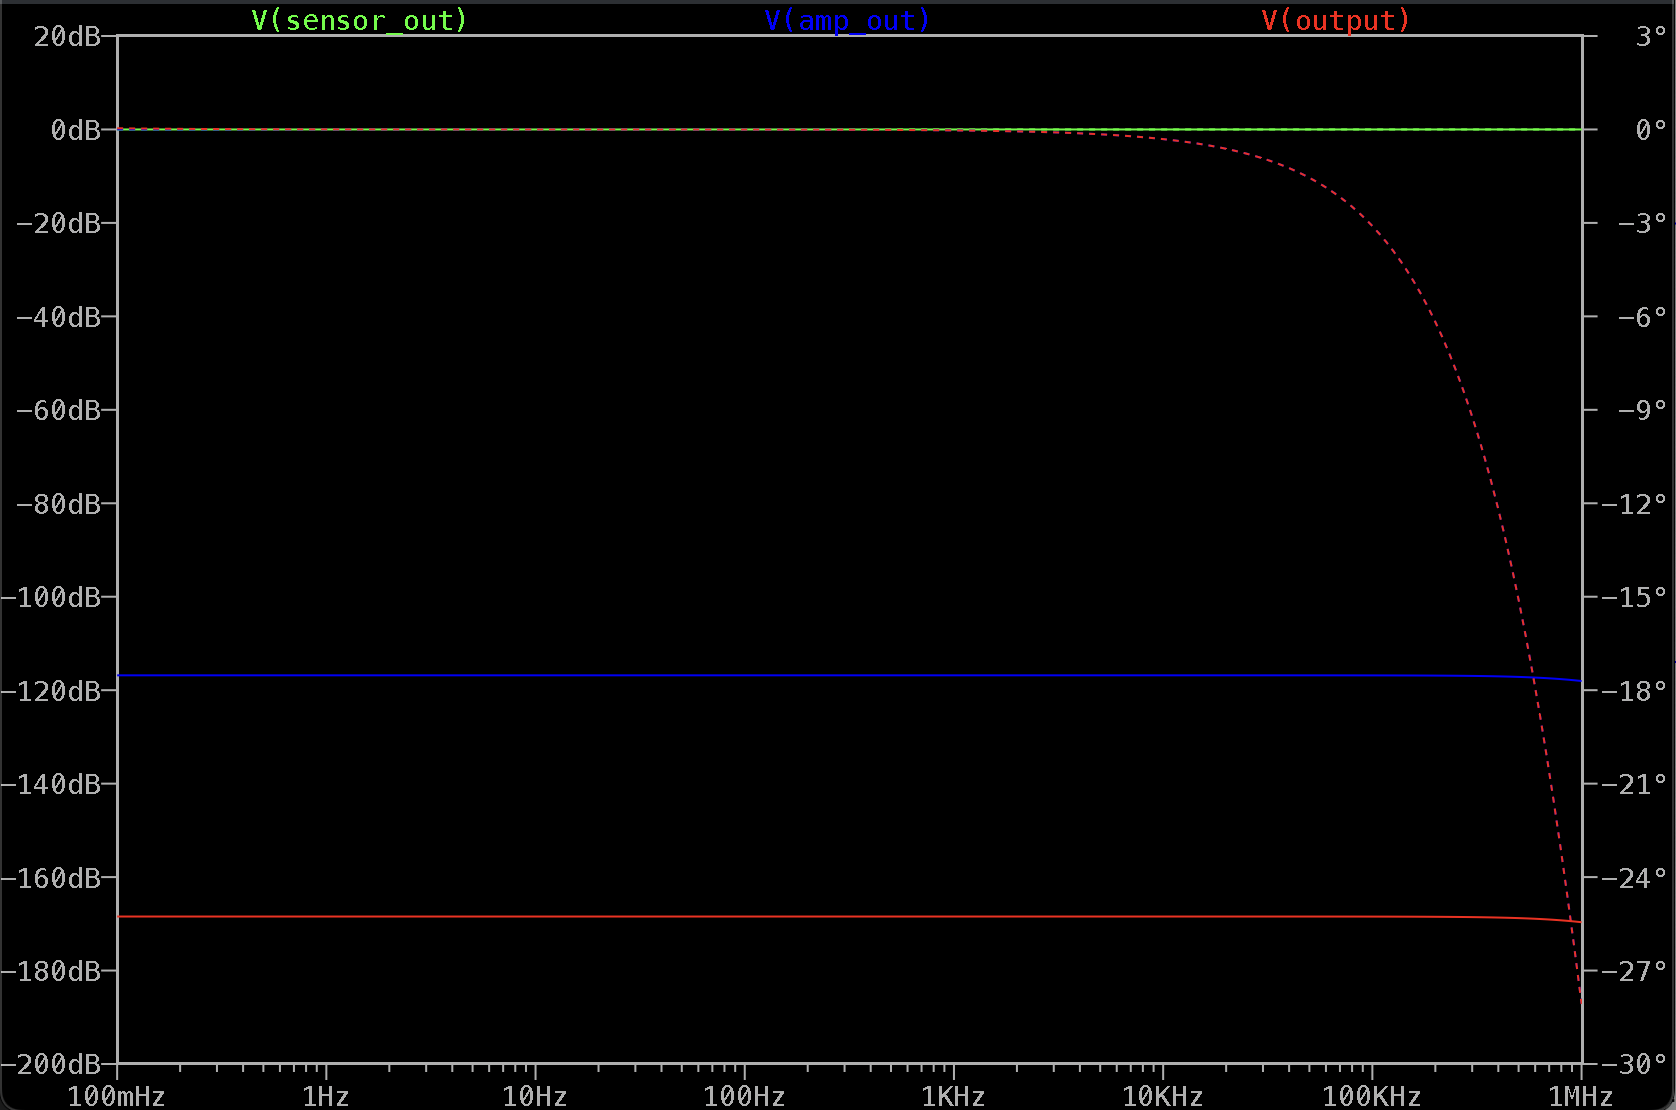 V(sensor_out) V(amp_out) V(output)
20dB 3°
0dB 0°
−20dB −3°
−40dB −6°
−60dB −9°
−80dB −12°
−100dB −15°
−120dB −18°
−140dB −21°
−160dB −24°
−180dB −27°
−200dB −30°
100mHz 1Hz 10Hz 100Hz 1KHz 10KHz 100KHz 1MHz